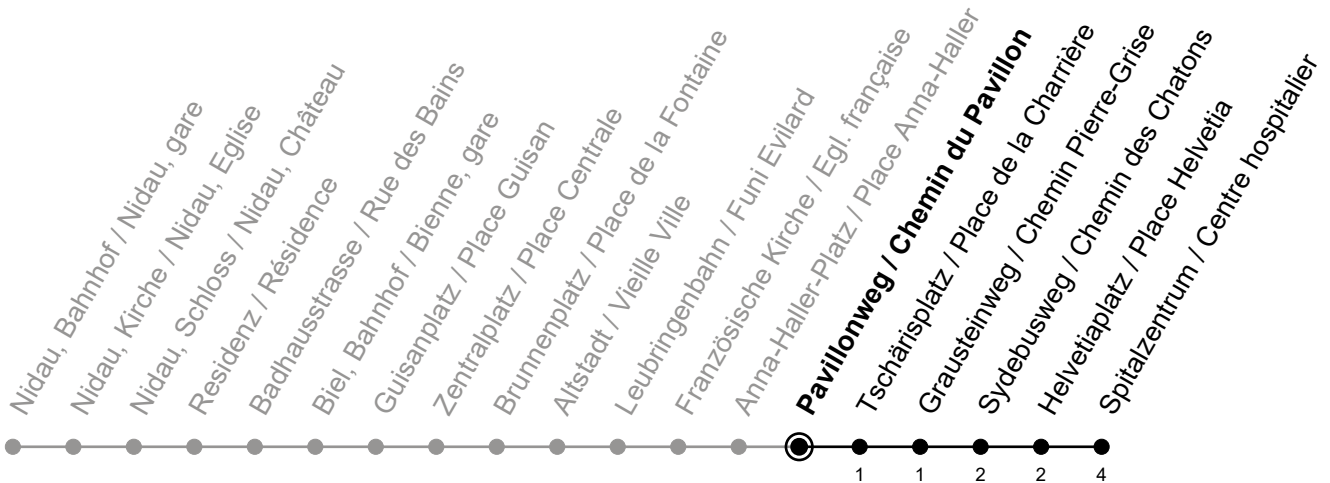 Nidau, Bahnhof / Nidau, gare
Nidau, Kirche / Nidau, Eglise
Nidau, Schloss / Nidau, Château
Residenz / Résidence
Badhausstrasse / Rue des Bains
Biel, Bahnhof / Bienne, gare
Guisanplatz / Place Guisan
Zentralplatz / Place Centrale
Brunnenplatz / Place de la Fontaine
Altstadt / Vieille Ville
Leubringenbahn / Funi Evilard
Französische Kirche / Egl. française
Anna-Haller-Platz / Place Anna-Haller
Pavillonweg / Chemin du Pavillon
Tschärisplatz / Place de la Charrière
Grausteinweg / Chemin Pierre-Grise
Sydebusweg / Chemin des Chatons
Helvetiaplatz / Place Helvetia
Spitalzentrum / Centre hospitalier
1 1 2 2 4